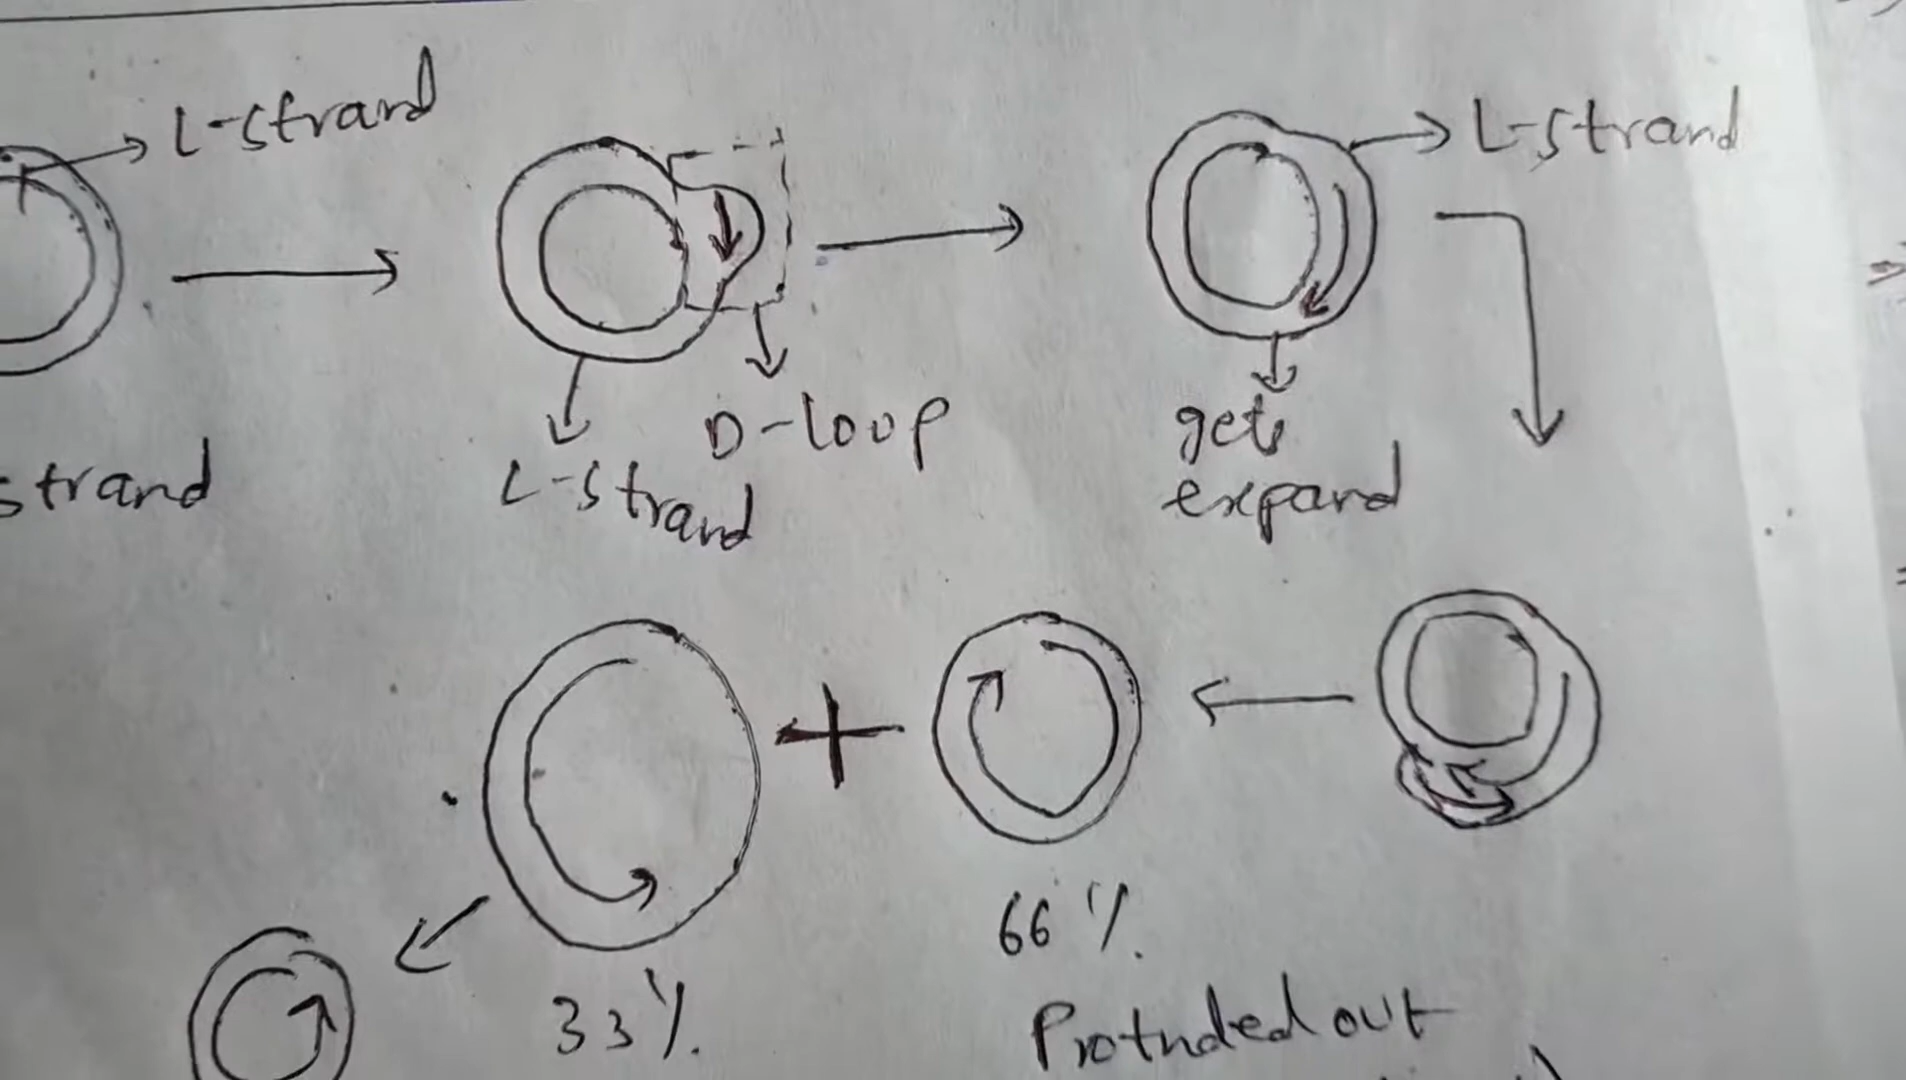 L-strand
L-strand
strand
D-loop
L-strand
gets
expand
66 %.
33 %.
Protruded out